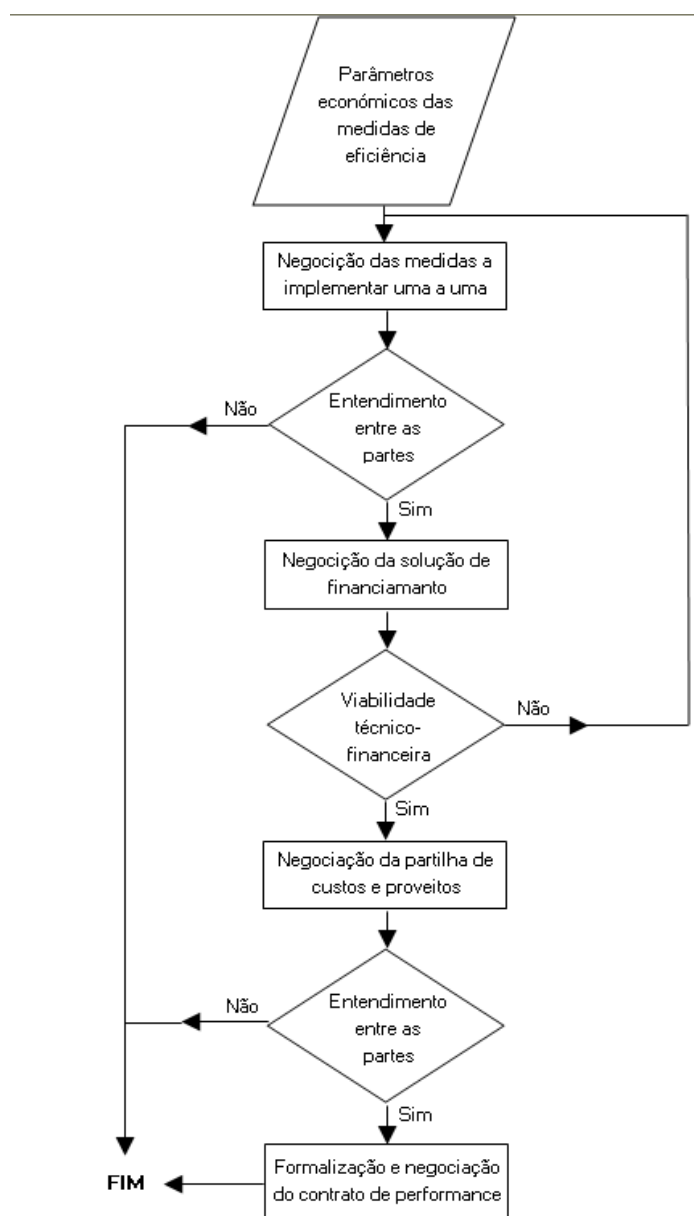 Parâmetros
económicos das
medidas de
eficiência
Negocição das medidas a
implementar uma a uma
Não
Entendimento
entre as
partes
Sim
Negocição da solução de
financiamanto
Viabilidade
técnico-
financeira
Não
Sim
Negociação da partilha de
custos e proveitos
Não
Entendimento
entre as
partes
Sim
Formalização e negociação
do contrato de performance
FIM